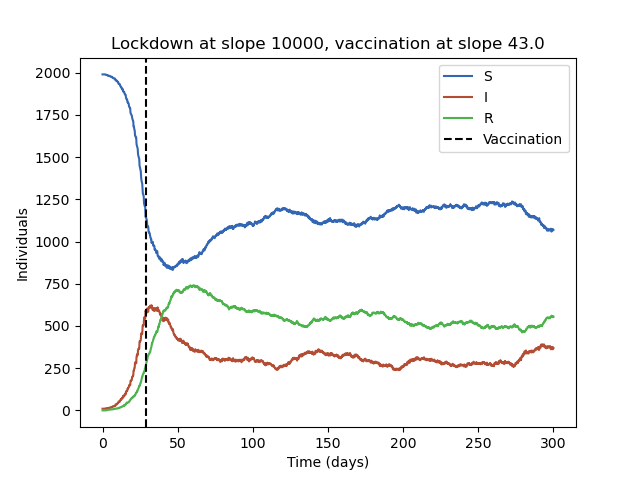 Lockdown at slope 10000, vaccination at slope 43.0
Individuals
2000
1750
1500
1250
1000
750
500
250
0
S
I
R
Vaccination
0 50 100 150 200 250 300
Time (days)